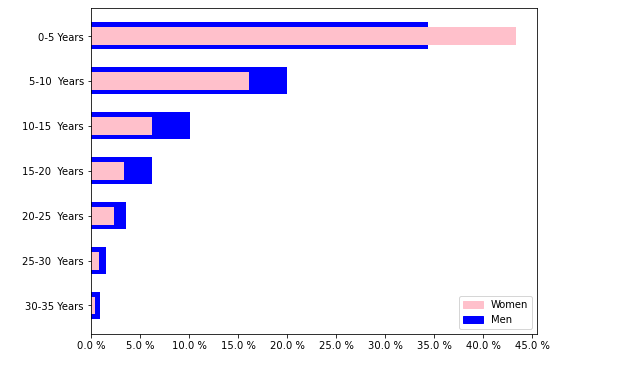 0-5 Years
5-10  Years
10-15  Years
15-20  Years
20-25  Years
25-30  Years
30-35 Years
Women
Men
0.0 % 5.0 % 10.0 % 15.0 % 20.0 % 25.0 % 30.0 % 35.0 % 40.0 % 45.0 %